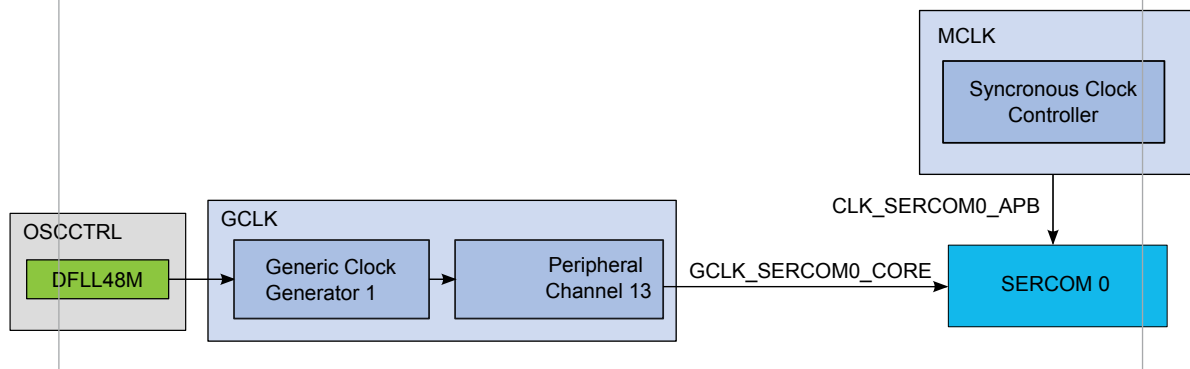 MCLK
Syncronous Clock
Controller
CLK_SERCOM0_APB
OSCCTRL
DFLL48M
GCLK
Generic Clock
Generator 1
Peripheral
Channel 13
GCLK_SERCOM0_CORE
SERCOM 0